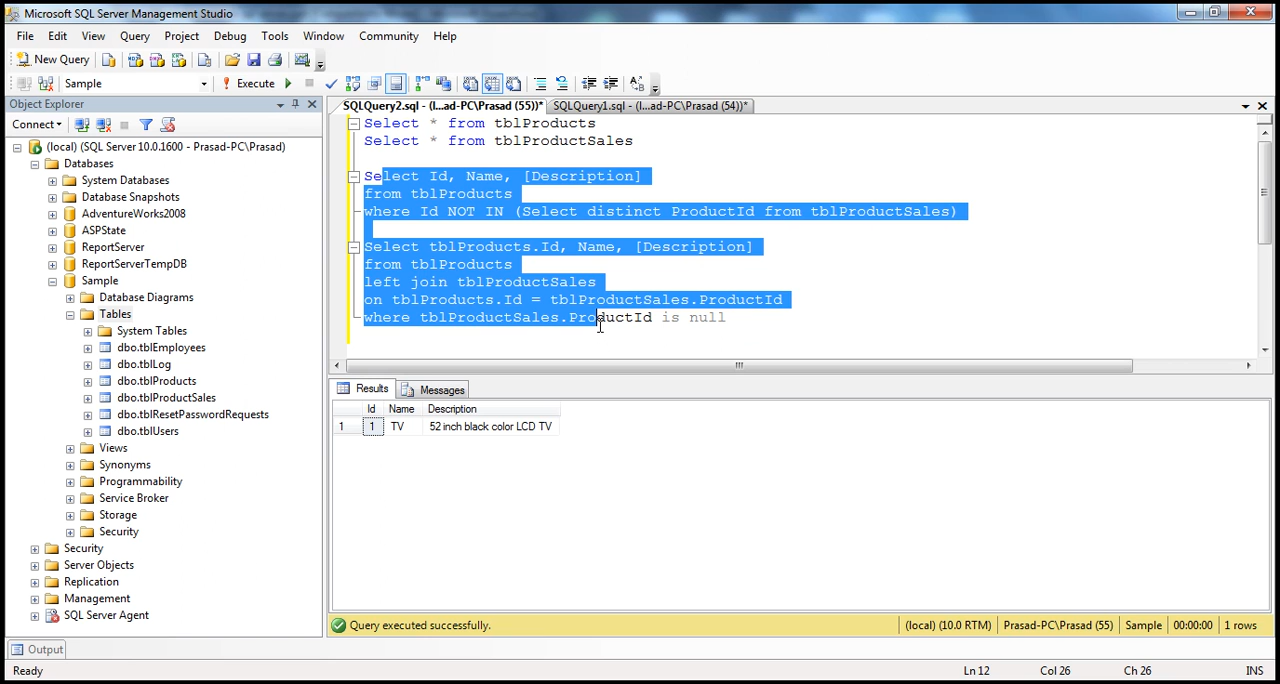 Microsoft SQL Server Management Studio
File Edit View Query Project Debug Tools Window Community Help
New Query
Sample Execute
Object Explorer
SQLQuery2.sql - (l...ad-PC\Prasad (55))* SQLQuery1.sql - (l...ad-PC\Prasad (54))*
Connect
(local) (SQL Server 10.0.1600 - Prasad-PC\Prasad)
Databases
System Databases
Database Snapshots
AdventureWorks2008
ASPState
ReportServer
ReportServerTempDB
Sample
Database Diagrams
Tables
System Tables
dbo.tblEmployees
dbo.tblLog
dbo.tblProducts
dbo.tblProductSales
dbo.tblResetPasswordRequests
dbo.tblUsers
Views
Synonyms
Programmability
Service Broker
Storage
Security
Security
Server Objects
Replication
Management
SQL Server Agent
Select * from tblProducts
Select * from tblProductSales
Select Id, Name, [Description]
from tblProducts
where Id NOT IN (Select distinct ProductId from tblProductSales)
Select tblProducts.Id, Name, [Description]
from tblProducts
left join tblProductSales
on tblProducts.Id = tblProductSales.ProductId
where tblProductSales.ProductId is null
Results Messages
Id Name Description
1 1 TV 52 inch black color LCD TV
Query executed successfully. (local) (10.0 RTM) Prasad-PC\Prasad (55) Sample 00:00:00 1 rows
Output
Ready Ln 12 Col 26 Ch 26 INS